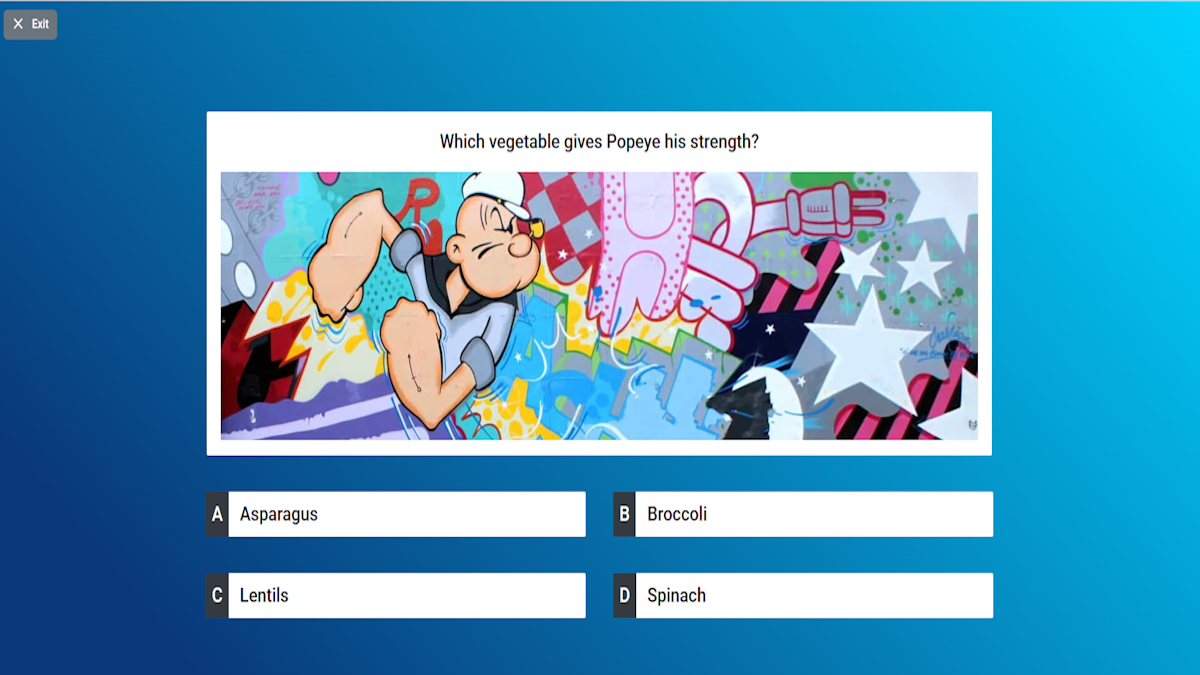 Exit
Which vegetable gives Popeye his strength?
A Asparagus
B Broccoli
C Lentils
D Spinach